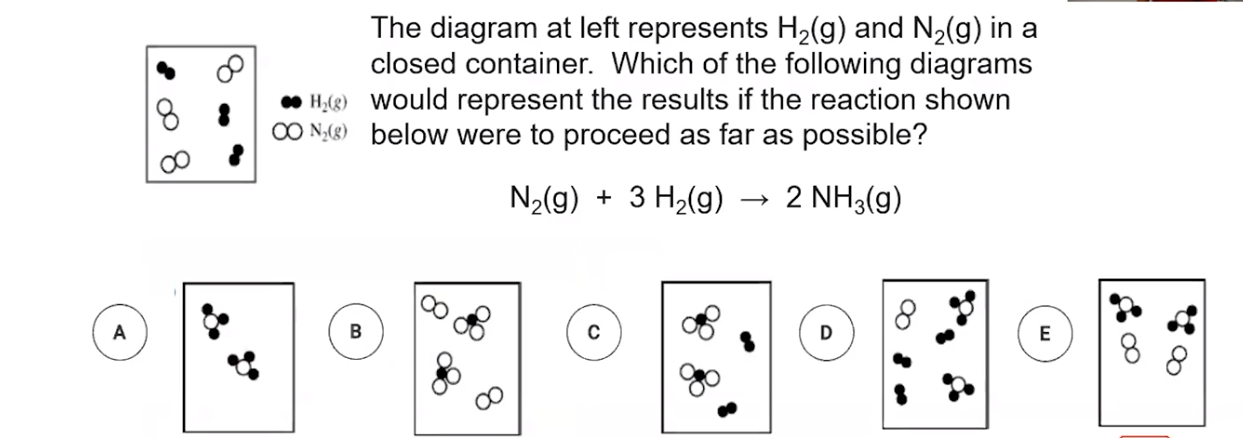 The diagram at left represents H₂(g) and N₂(g) in a
closed container. Which of the following diagrams
H₂(g) would represent the results if the reaction shown
N₂(g) below were to proceed as far as possible?
N₂(g) + 3 H₂(g) → 2 NH₃(g)
A B C D E